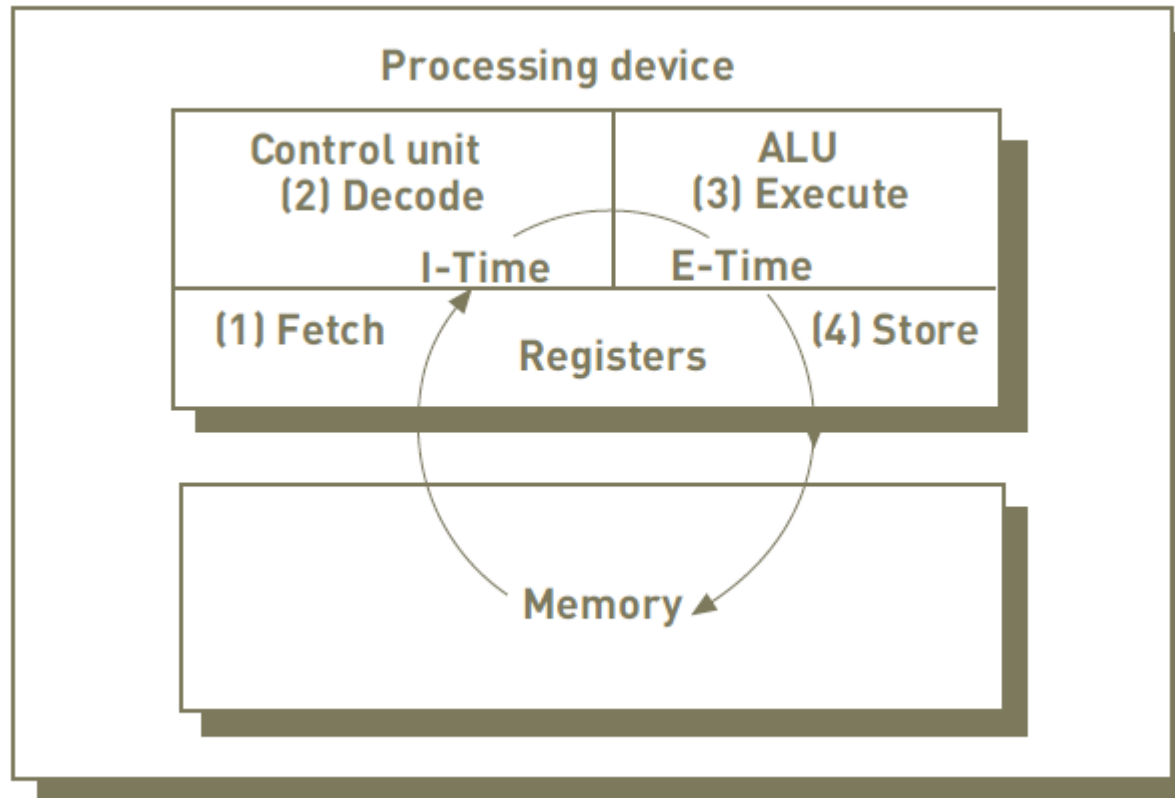 Processing device
Control unit
(2) Decode
ALU
(3) Execute
I-Time
E-Time
(1) Fetch
Registers
(4) Store
Memory